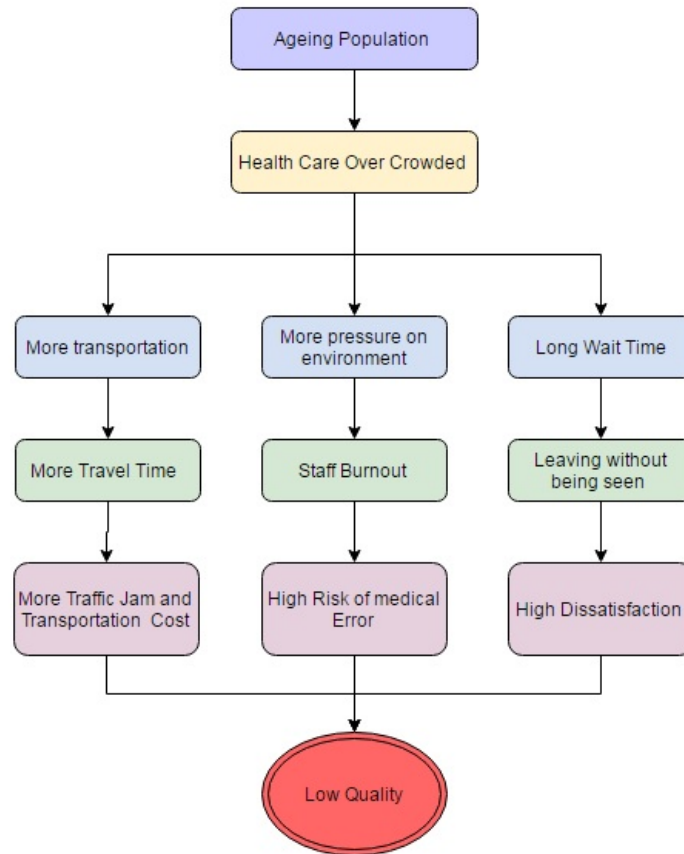 Ageing Population
Health Care Over Crowded
More transportation
More pressure on
environment
Long Wait Time
More Travel Time
Staff Burnout
Leaving without
being seen
More Traffic Jam and
Transportation Cost
High Risk of medical
Error
High Dissatisfaction
Low Quality